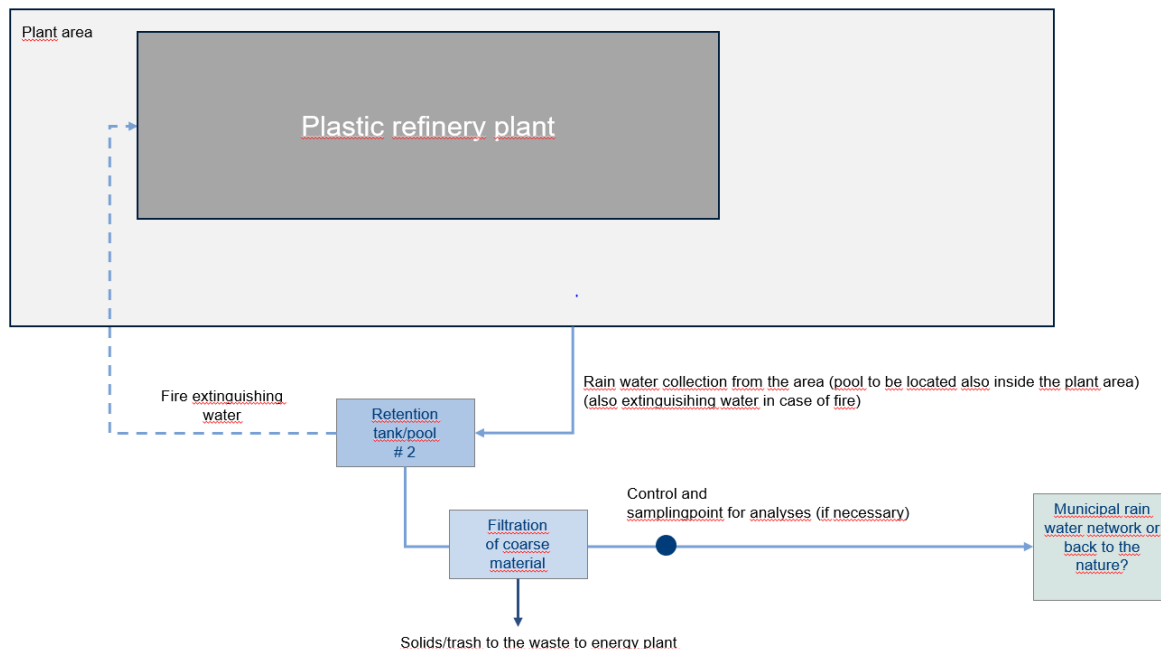 Plant area
Plastic refinery plant
Rain water collection from the area (pool to be located also inside the plant area)
(also extinguisihing water in case of fire)
Fire extinguishing
water
Retention
tank/pool
# 2
Control and
samplingpoint for analyses (if necessary)
Filtration
of coarse
material
Municipal rain
water network or
back to the
nature?
Solids/trash to the waste to energy plant